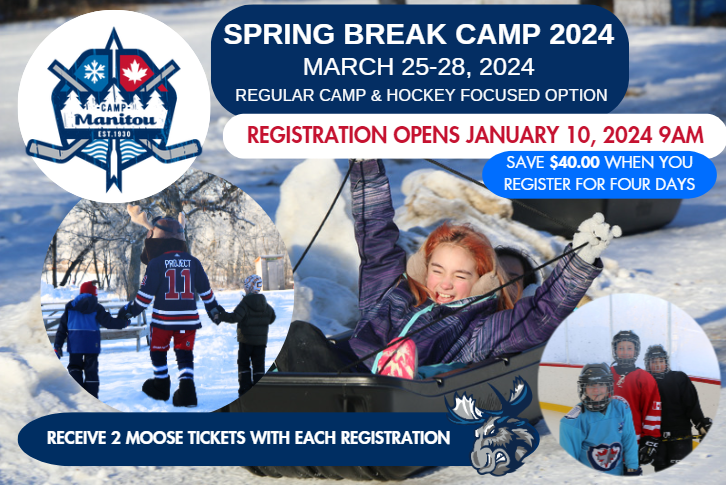 SPRING BREAK CAMP 2024
MARCH 25-28, 2024
REGULAR CAMP & HOCKEY FOCUSED OPTION
REGISTRATION OPENS JANUARY 10, 2024 9AM
SAVE $40.00 WHEN YOU
REGISTER FOR FOUR DAYS
CAMP
Manitou
EST. 1930
PROJECT
11
RECEIVE 2 MOOSE TICKETS WITH EACH REGISTRATION